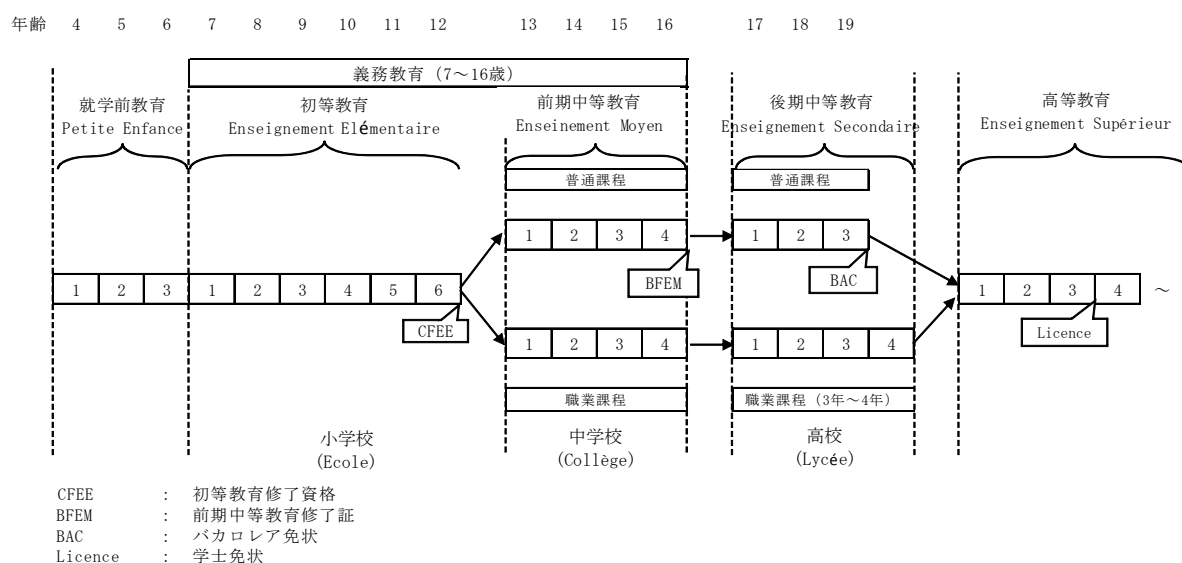 年齢 4 5 6 7 8 9 10 11 12 13 14 15 16 17 18 19
義務教育（7～16歳）
就学前教育
Petite Enfance
初等教育
Enseignement Elémentaire
前期中等教育
Enseinement Moyen
後期中等教育
Enseignement Secondaire
高等教育
Enseignement Supérieur
普通課程
普通課程
1 2 3 4
1 2 3
BFEM
BAC
1 2 3 1 2 3 4 5 6
CFEE
1 2 3 4 ～
Licence
1 2 3 4
1 2 3 4
職業課程
職業課程（3年～4年）
小学校
(Ecole)
中学校
(Collège)
高校
(Lycée)
CFEE : 初等教育修了資格
BFEM : 前期中等教育修了証
BAC : バカロレア免状
Licence : 学士免状